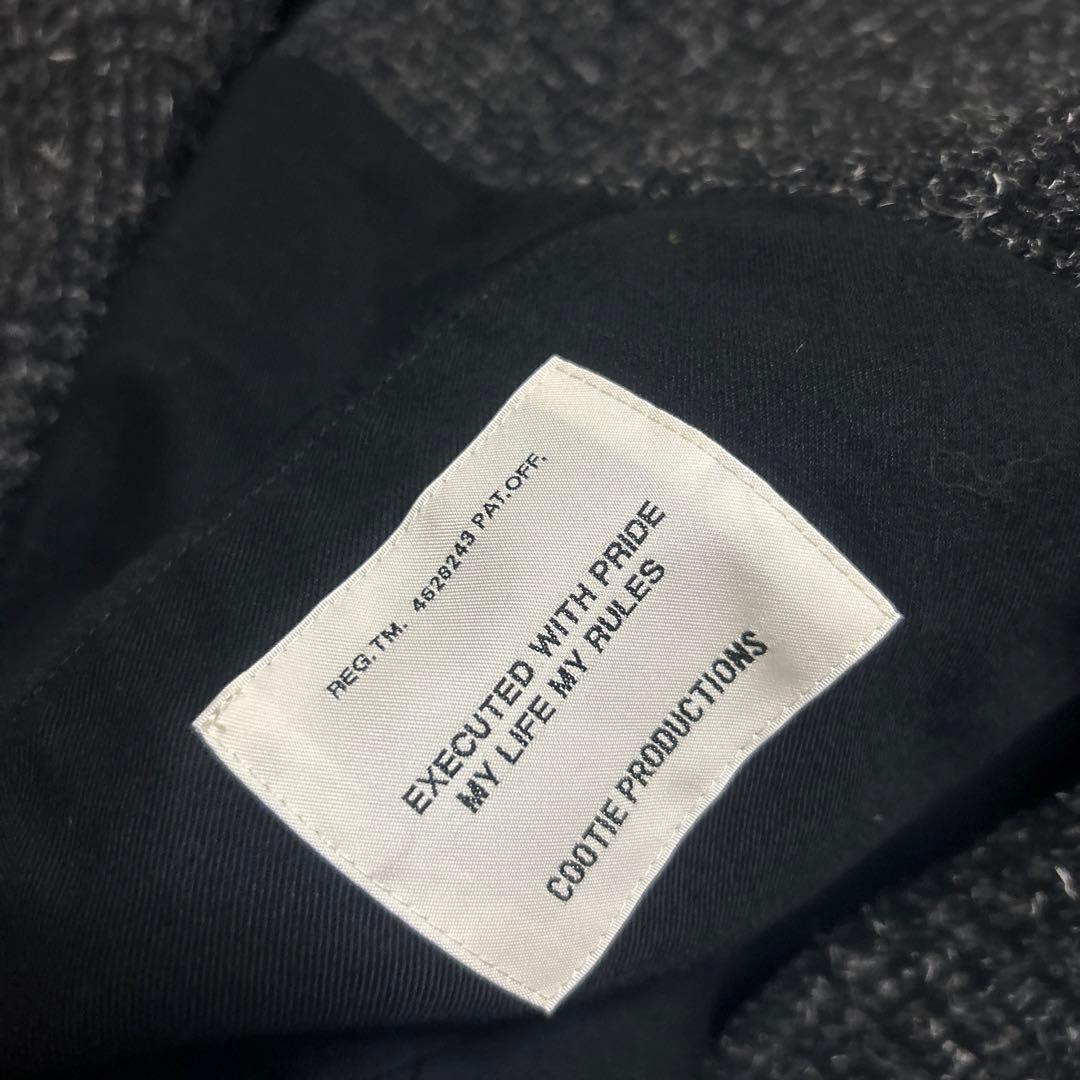 REG.TM. 4628243 PAT.OFF.
EXECUTED WITH PRIDE
MY LIFE MY RULES
COOTIE PRODUCTIONS